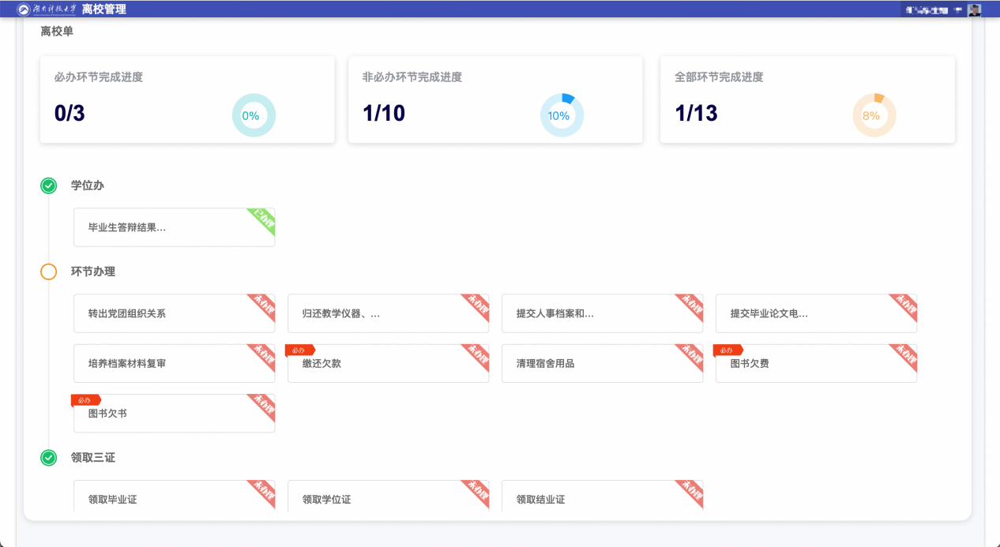 湖南科技大学 离校管理
离校单
必办环节完成进度
0/3
0%
非必办环节完成进度
1/10
10%
全部环节完成进度
1/13
8%
学位办
毕业生答辩结果...
已办理
环节办理
转出党团组织关系
未办理
归还教学仪器、...
未办理
提交人事档案和...
未办理
提交毕业论文电...
未办理
培养档案材料复审
未办理
必办
缴还欠款
未办理
清理宿舍用品
未办理
必办
图书欠费
未办理
必办
图书欠书
未办理
领取三证
领取毕业证
未办理
领取学位证
未办理
领取结业证
未办理